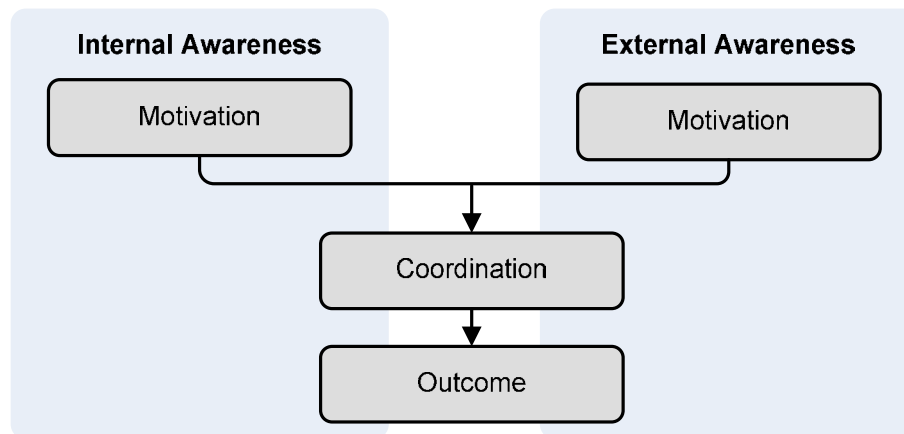 Internal Awareness
External Awareness
Motivation
Motivation
Coordination
Outcome